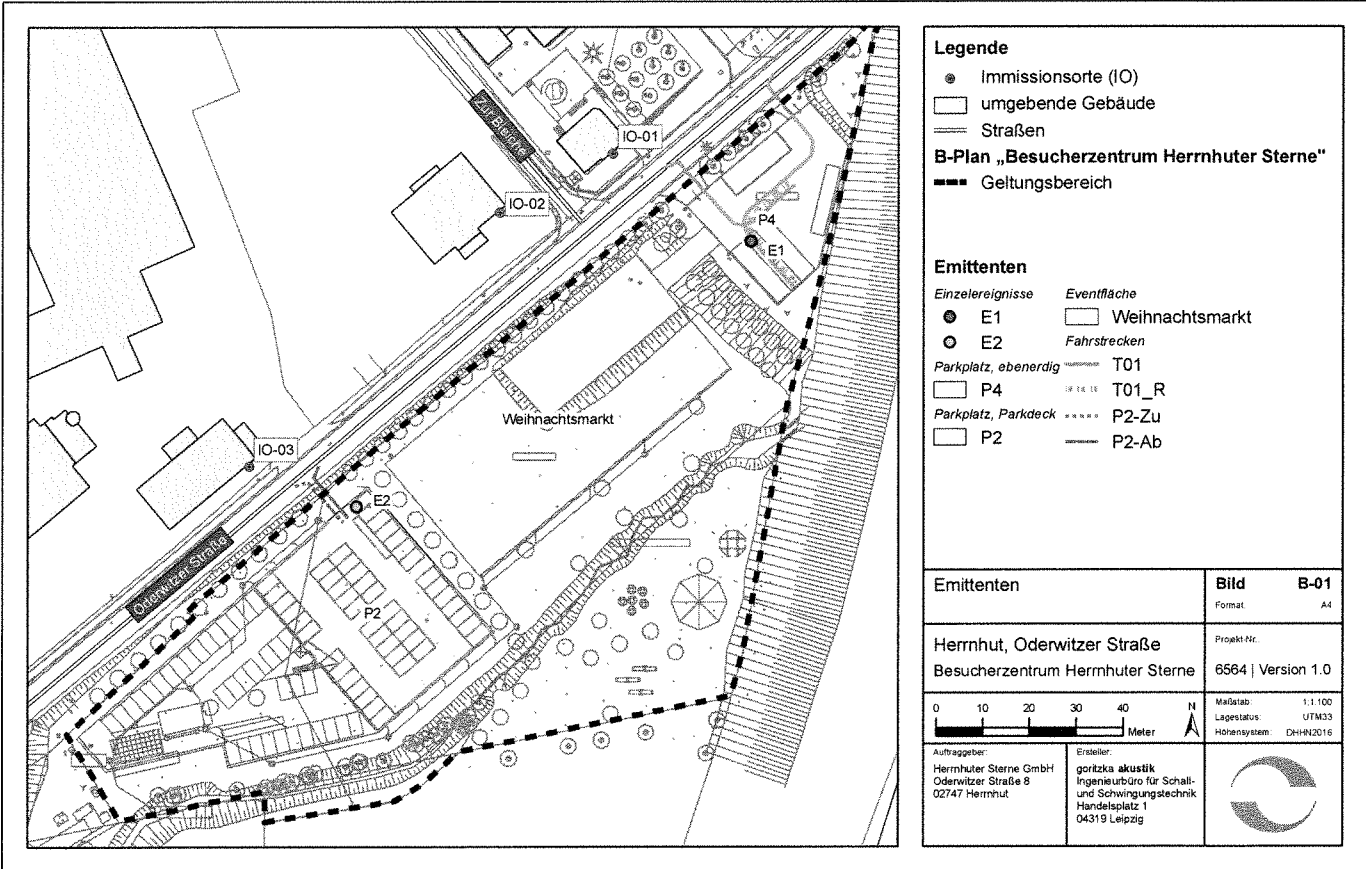 Zur Bleiche
IO-01
IO-02
P4
E1
Weihnachtsmarkt
IO-03
E2
Oderwitzer Straße
P2
Legende
Immissionsorte (IO)
umgebende Gebäude
Straßen
B-Plan „Besucherzentrum Herrnhuter Sterne"
Geltungsbereich
Emittenten
Einzelereignisse
E1
E2
Parkplatz, ebenerdig
P4
Parkplatz, Parkdeck
P2
Eventfläche
Weihnachtsmarkt
Fahrstrecken
T01
T01_R
P2-Zu
P2-Ab
Emittenten
Bild B-01
Format: A4
Herrnhut, Oderwitzer Straße
Besucherzentrum Herrnhuter Sterne
Projekt-Nr.:
6564 | Version 1.0
0 10 20 30 40
Meter
N
Maßstab: 1:1.100
Lagestatus: UTM33
Höhensystem: DHHN2016
Auftraggeber:
Herrnhuter Sterne GmbH
Oderwitzer Straße 8
02747 Herrnhut
Ersteller:
goritzka akustik
Ingenieurbüro für Schall-
und Schwingungstechnik
Handelsplatz 1
04319 Leipzig